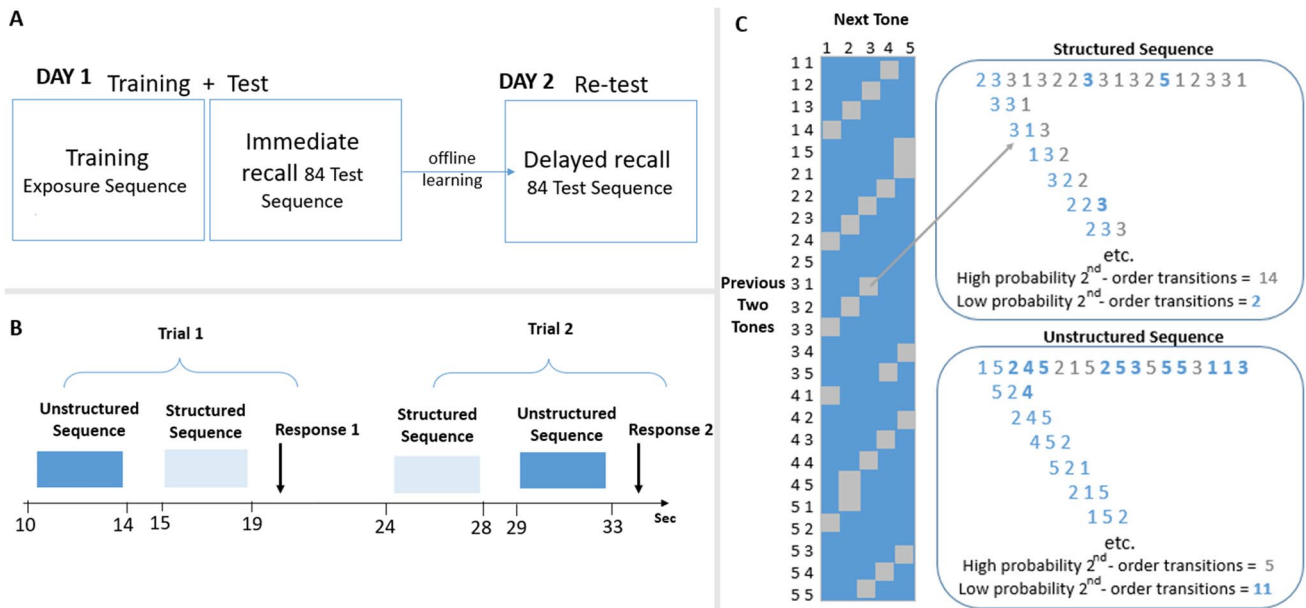 A
DAY 1 Training + Test
DAY 2 Re-test
Training
Exposure Sequence
Immediate
recall 84 Test
Sequence
offline
learning
Delayed recall
84 Test Sequence
B
Trial 1
Trial 2
Unstructured
Sequence
Structured
Sequence
Response 1
Structured
Sequence
Unstructured
Sequence
Response 2
10 14 15 19 24 28 29 33 Sec
C
Next Tone
1 2 3 4 5
Previous
Two
Tones
1 1
1 2
1 3
1 4
1 5
2 1
2 2
2 3
2 4
2 5
3 1
3 2
3 3
3 4
3 5
4 1
4 2
4 3
4 4
4 5
5 1
5 2
5 3
5 4
5 5
Structured Sequence
2 3 3 1 3 2 2 3 3 1 3 2 5 1 2 3 3 1
3 3 1
3 1 3
1 3 2
3 2 2
2 2 3
2 3 3
etc.
High probability 2nd- order transitions = 14
Low probability 2nd- order transitions = 2
Unstructured Sequence
1 5 2 4 5 2 1 5 2 5 3 5 5 5 3 1 1 3
5 2 4
2 4 5
4 5 2
5 2 1
2 1 5
1 5 2
etc.
High probability 2nd- order transitions = 5
Low probability 2nd- order transitions = 11